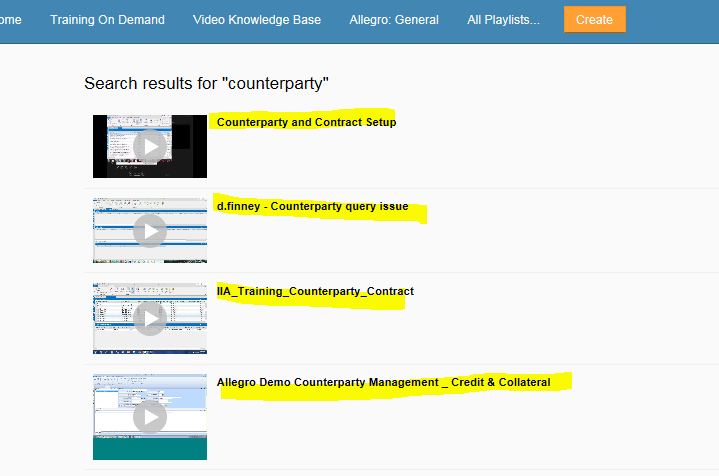 ome Training On Demand Video Knowledge Base Allegro: General All Playlists... Create
Search results for "counterparty"
Counterparty and Contract Setup
d.finney - Counterparty query issue
IIA_Training_Counterparty_Contract
Allegro Demo Counterparty Management _ Credit & Collateral